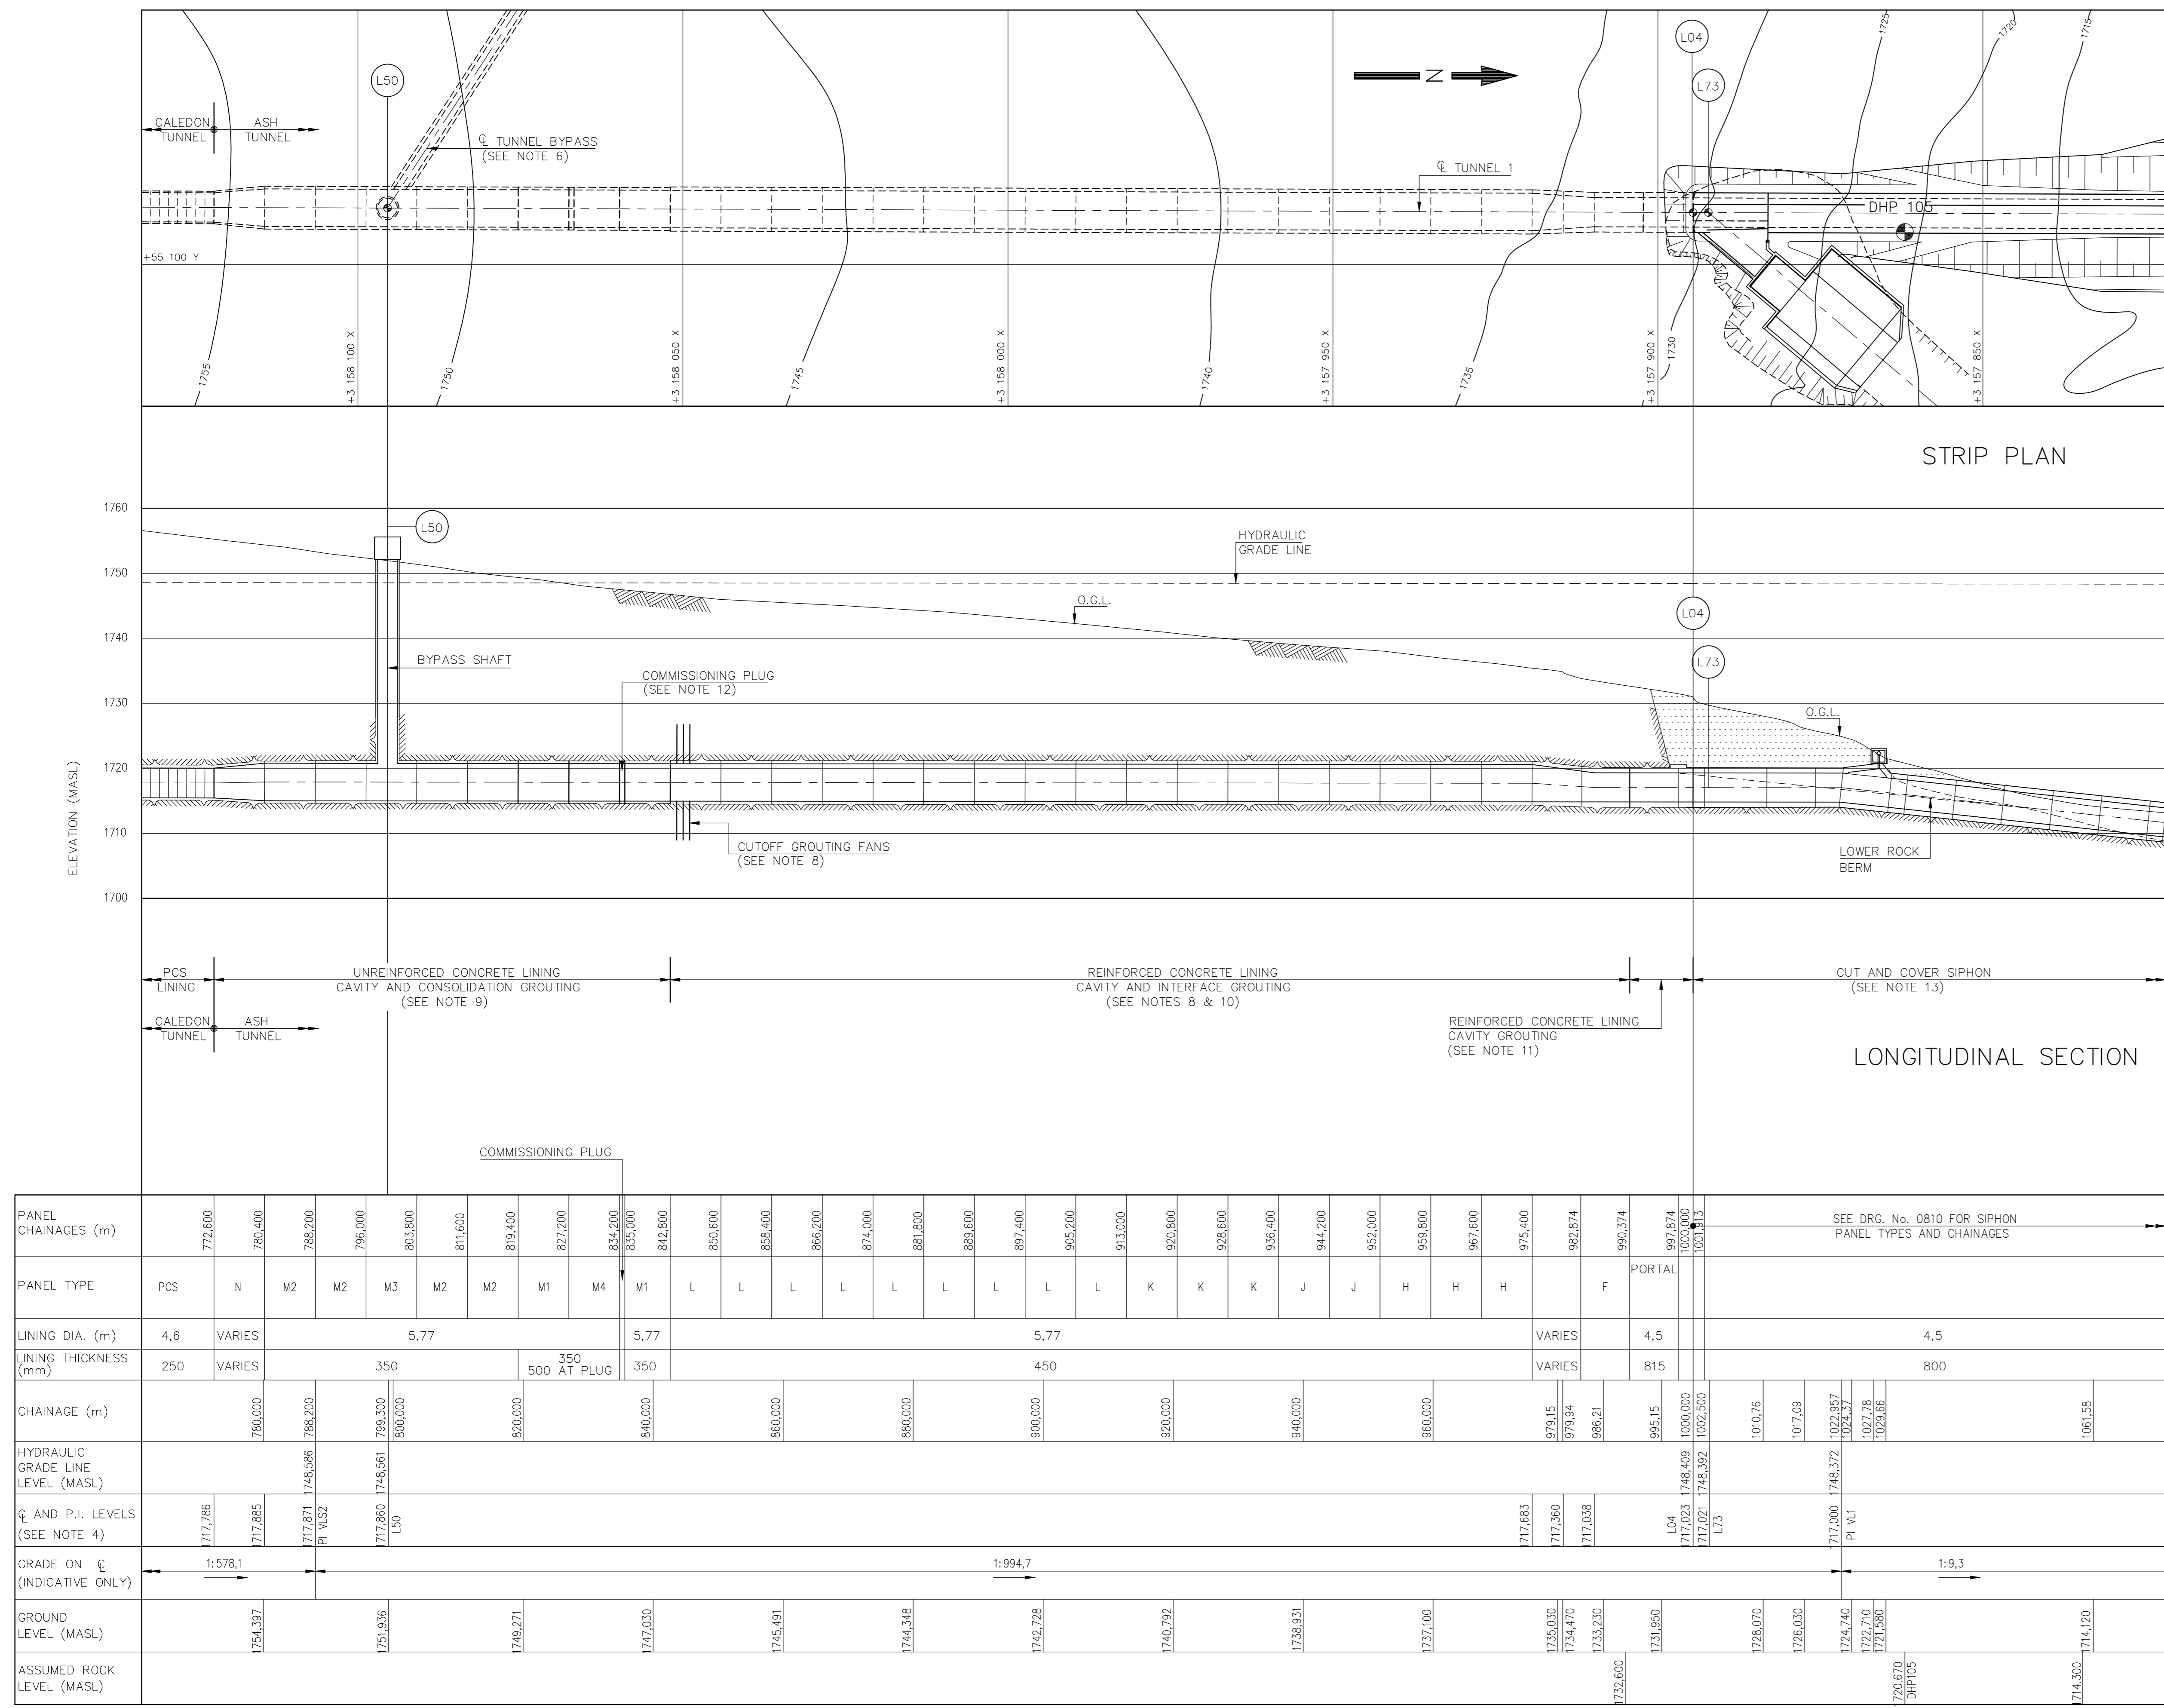 L50
L04
L73
N
1725
1720
1715
CALEDON
TUNNEL
ASH
TUNNEL
℄ TUNNEL BYPASS
(SEE NOTE 6)
℄ TUNNEL 1
DHP 105
+55 100 Y
1755
+3 158 100 X
1750
+3 158 050 X
1745
+3 158 000 X
1740
+3 157 950 X
1735
+3 157 900 X
1730
+3 157 850 X
STRIP PLAN
1760
1750
1740
1730
1720
1710
1700
ELEVATION (MASL)
L50
HYDRAULIC
GRADE LINE
O.G.L.
L04
BYPASS SHAFT
L73
COMMISSIONING PLUG
(SEE NOTE 12)
O.G.L.
CUTOFF GROUTING FANS
(SEE NOTE 8)
LOWER ROCK
BERM
PCS
LINING
UNREINFORCED CONCRETE LINING
CAVITY AND CONSOLIDATION GROUTING
(SEE NOTE 9)
REINFORCED CONCRETE LINING
CAVITY AND INTERFACE GROUTING
(SEE NOTES 8 & 10)
CUT AND COVER SIPHON
(SEE NOTE 13)
CALEDON
TUNNEL
ASH
TUNNEL
REINFORCED CONCRETE LINING
CAVITY GROUTING
(SEE NOTE 11)
LONGITUDINAL SECTION
COMMISSIONING PLUG
PANEL
CHAINAGES (m)
772,600 780,400 788,200 796,000 803,800 811,600 819,400 827,200 834,200 835,000 842,800 850,600 858,400 866,200 874,000 881,800 889,600 897,400 905,200 913,000 920,800 928,600 936,400 944,200 952,000 959,800 967,600 975,400 982,874 990,374 997,874 1000,000 1001,913
SEE DRG. No. 0810 FOR SIPHON
PANEL TYPES AND CHAINAGES
PANEL TYPE PCS N M2 M2 M3 M2 M2 M1 M4 M1 L L L L L L L L L K K K J J H H H F PORTAL
LINING DIA. (m) 4,6 VARIES 5,77 5,77 5,77 VARIES 4,5 4,5
LINING THICKNESS
(mm)
250 VARIES 350
350
500 AT PLUG
350 450 VARIES 815 800
CHAINAGE (m) 780,000 788,200 799,300 800,000 820,000 840,000 860,000 880,000 900,000 920,000 940,000 960,000 979,15 979,94 986,21 995,15 1000,000 1002,500 1010,76 1017,09 1022,957 1024,37 1027,78 1029,66 1061,58
HYDRAULIC
GRADE LINE
LEVEL (MASL)
1748,586 1748,561 1748,409 1748,392 1748,372
℄ AND P.I. LEVELS
(SEE NOTE 4)
1717,786 1717,885 1717,871 PI VLS2 1717,860 L50 1717,683 1717,360 1717,038 L04 1717,023 1717,021 L73 1717,000 PI VL1
GRADE ON ℄
(INDICATIVE ONLY)
1:578,1 1:994,7 1:9,3
GROUND
LEVEL (MASL)
1754,397 1751,936 1749,271 1747,030 1745,491 1744,348 1742,728 1740,792 1738,931 1737,100 1735,030 1734,470 1733,230 1731,950 1728,070 1726,030 1724,740 1722,710 1721,580 1714,120
ASSUMED ROCK
LEVEL (MASL)
1732,600 1720.670 DHP105 1714.300